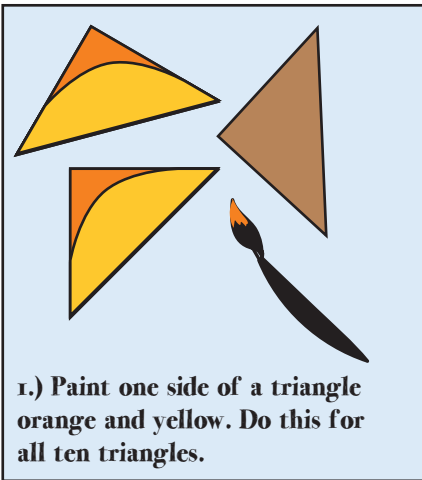 1.) Paint one side of a triangle
orange and yellow. Do this for
all ten triangles.